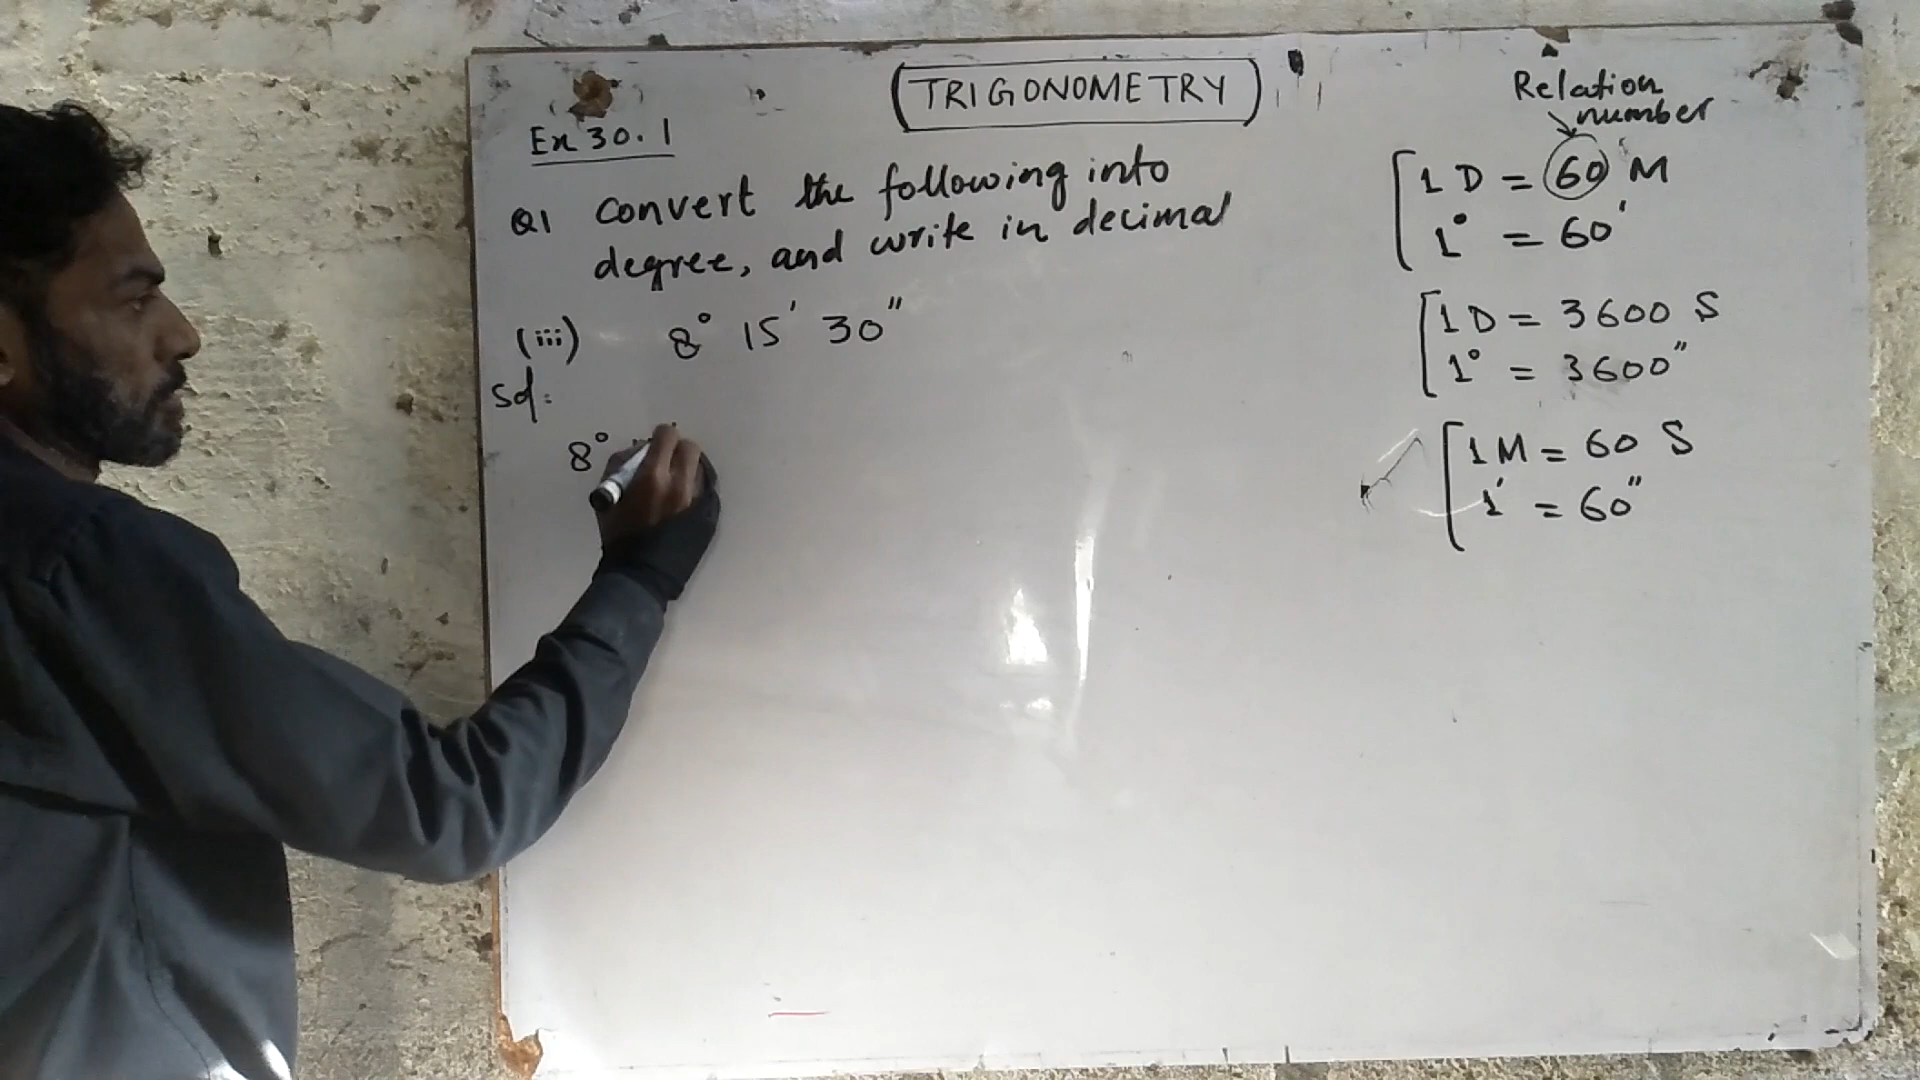 TRIGONOMETRY
Ex 30.1
Q1 Convert the following into
degree, and write in decimal
(iii) 8° 15' 30"
Sol:
8°
Relation
number
1 D = 60 M
1° = 60'
1 D = 3600 S
1° = 3600"
1 M = 60 S
1' = 60"